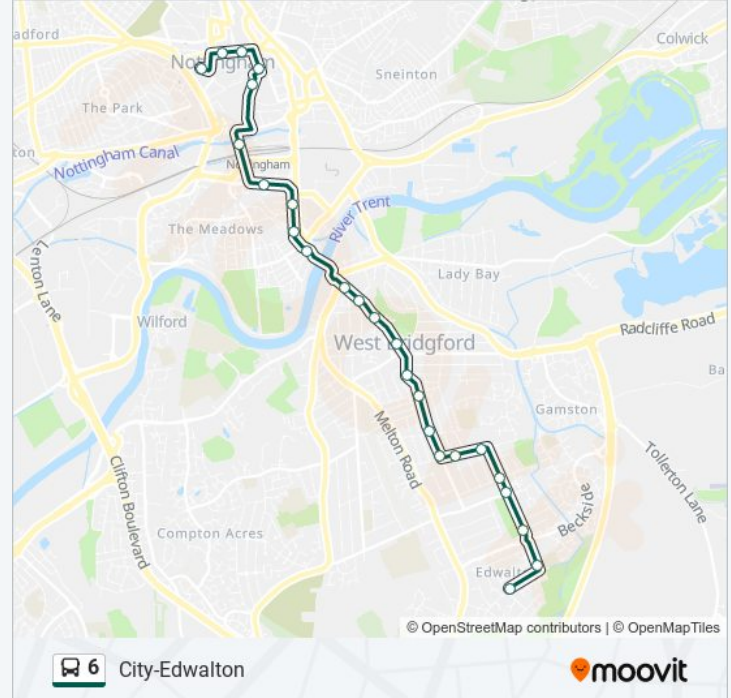 adford
Nottingham
Colwick
Sneinton
The Park
ton
Nottingham Canal
Nottingham
River Trent
The Meadows
Lenton Lane
Lady Bay
Wilford
Radcliffe Road
West Bridgford
Ba
Gamston
Melton Road
Tollerton Lane
Clifton Boulevard
Beckside
Compton Acres
Edwalton
© OpenStreetMap contributors | © OpenMapTiles
6 City-Edwalton
moovit